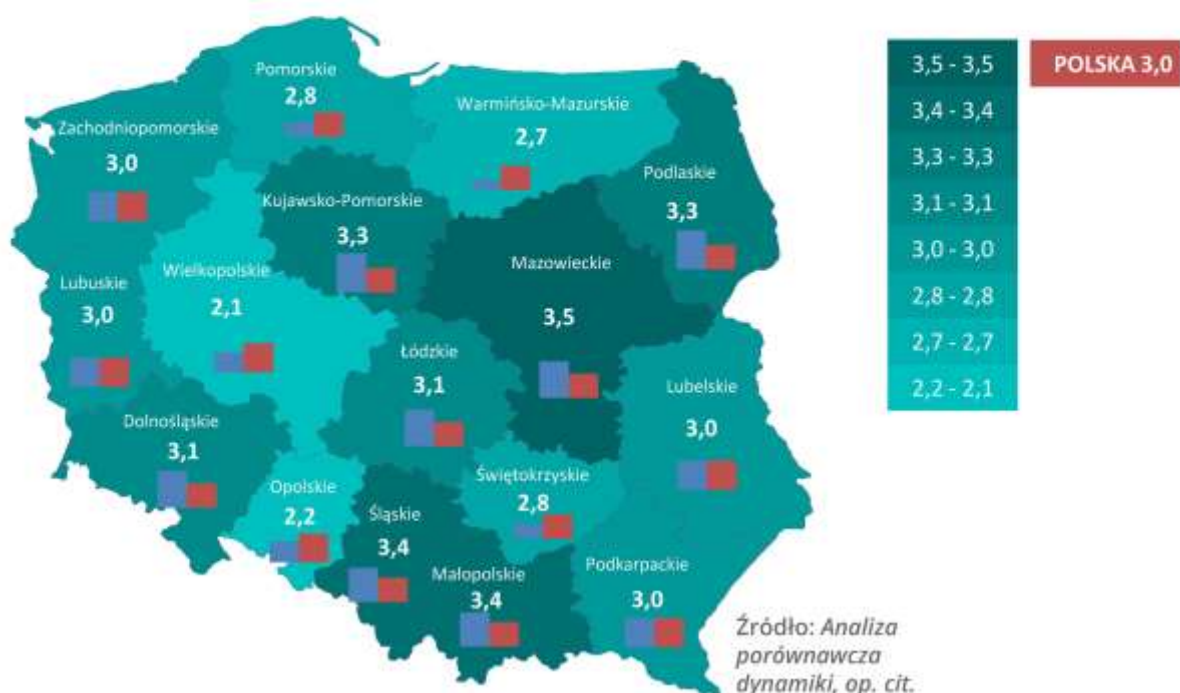 Pomorskie
2,8
Warmińsko-Mazurskie
2,7
Zachodniopomorskie
3,0
Podlaskie
3,3
Kujawsko-Pomorskie
3,3
Mazowieckie
3,5
Wielkopolskie
2,1
Lubuskie
3,0
Łódzkie
3,1
Lubelskie
3,0
Dolnośląskie
3,1
Opolskie
2,2
Śląskie
3,4
Świętokrzyskie
2,8
Małopolskie
3,4
Podkarpackie
3,0
3,5 - 3,5
3,4 - 3,4
3,3 - 3,3
3,1 - 3,1
3,0 - 3,0
2,8 - 2,8
2,7 - 2,7
2,2 - 2,1
POLSKA 3,0
Źródło: Analiza
porównawcza
dynamiki, op. cit.